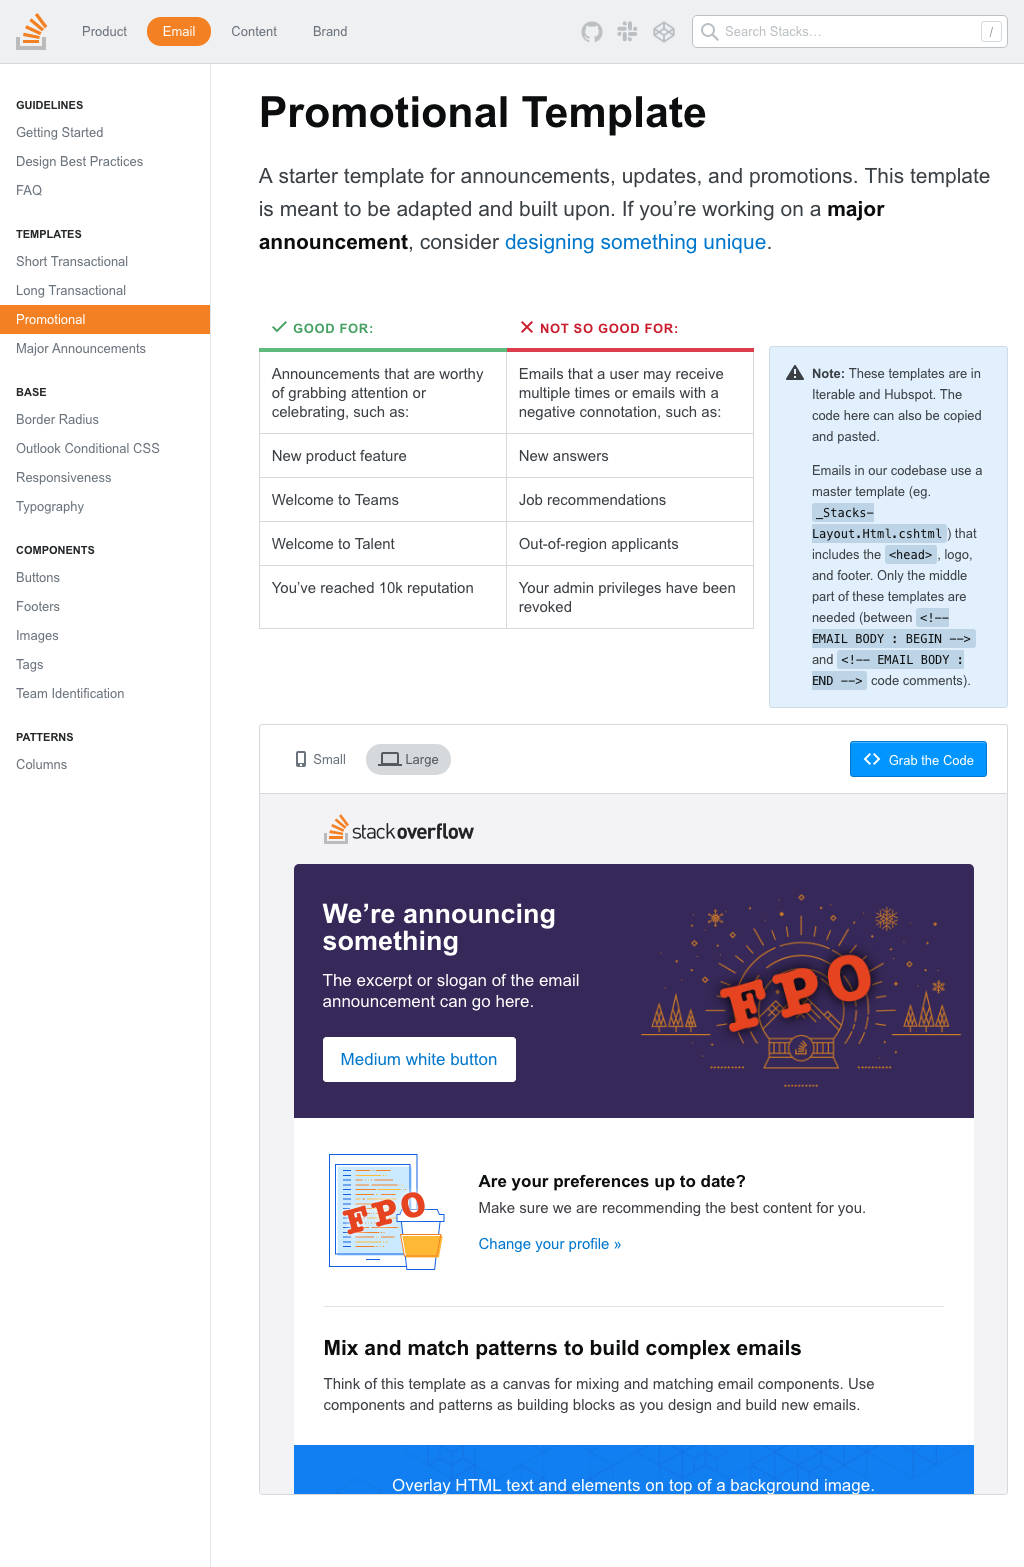 Product
Email
Content
Brand
Search Stacks...
/
GUIDELINES
Getting Started
Design Best Practices
FAQ
TEMPLATES
Short Transactional
Long Transactional
Promotional
Major Announcements
BASE
Border Radius
Outlook Conditional CSS
Responsiveness
Typography
COMPONENTS
Buttons
Footers
Images
Tags
Team Identification
PATTERNS
Columns
Promotional Template
A starter template for announcements, updates, and promotions. This template
is meant to be adapted and built upon. If you’re working on a major
announcement, consider designing something unique.
GOOD FOR:
NOT SO GOOD FOR:
Announcements that are worthy
of grabbing attention or
celebrating, such as:
Emails that a user may receive
multiple times or emails with a
negative connotation, such as:
New product feature
New answers
Welcome to Teams
Job recommendations
Welcome to Talent
Out-of-region applicants
You’ve reached 10k reputation
Your admin privileges have been
revoked
Note: These templates are in
Iterable and Hubspot. The
code here can also be copied
and pasted.
Emails in our codebase use a
master template (eg.
_Stacks-
Layout.Html.cshtml) that
includes the <head>, logo,
and footer. Only the middle
part of these templates are
needed (between <!--
EMAIL BODY : BEGIN -->
and <!-- EMAIL BODY :
END --> code comments).
Small
Large
Grab the Code
stackoverflow
We’re announcing
something
The excerpt or slogan of the email
announcement can go here.
Medium white button
FPO
FPO
Are your preferences up to date?
Make sure we are recommending the best content for you.
Change your profile »
Mix and match patterns to build complex emails
Think of this template as a canvas for mixing and matching email components. Use
components and patterns as building blocks as you design and build new emails.
Overlay HTML text and elements on top of a background image.